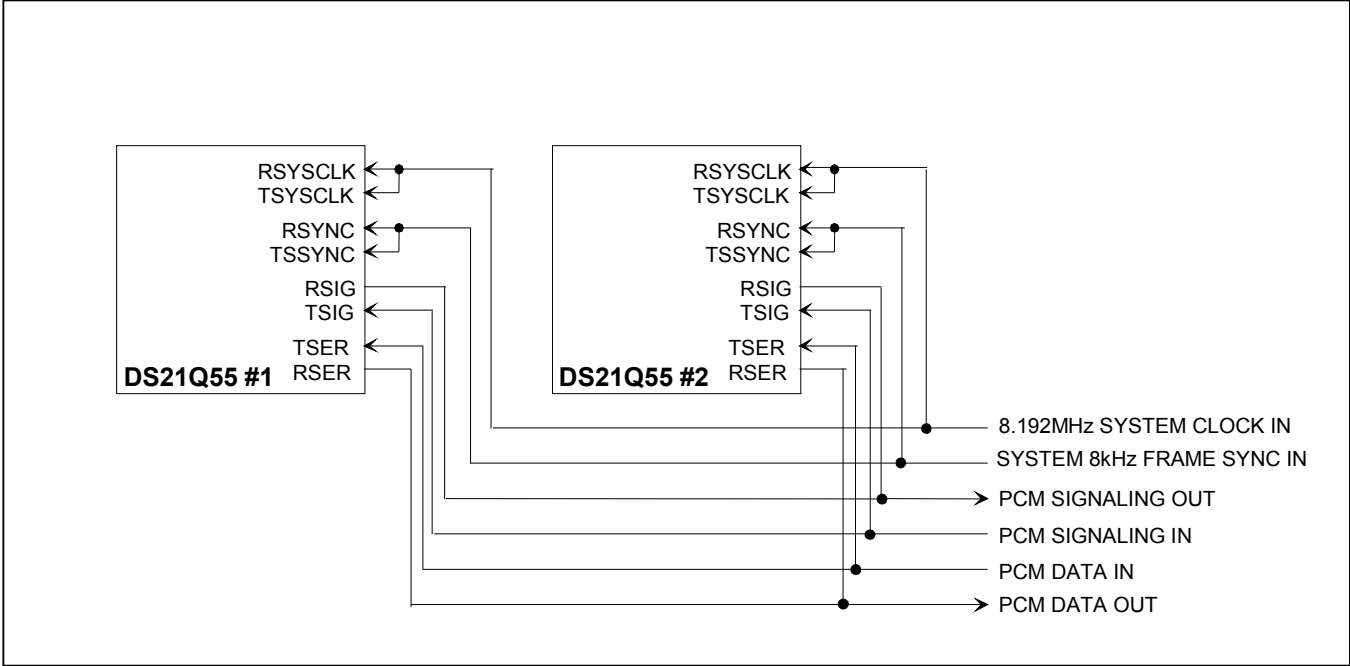 RSYSCLK
TSYSCLK
RSYNC
TSSYNC
RSIG
TSIG
TSER
RSER
DS21Q55 #1
RSYSCLK
TSYSCLK
RSYNC
TSSYNC
RSIG
TSIG
TSER
RSER
DS21Q55 #2
8.192MHz SYSTEM CLOCK IN
SYSTEM 8kHz FRAME SYNC IN
PCM SIGNALING OUT
PCM SIGNALING IN
PCM DATA IN
PCM DATA OUT